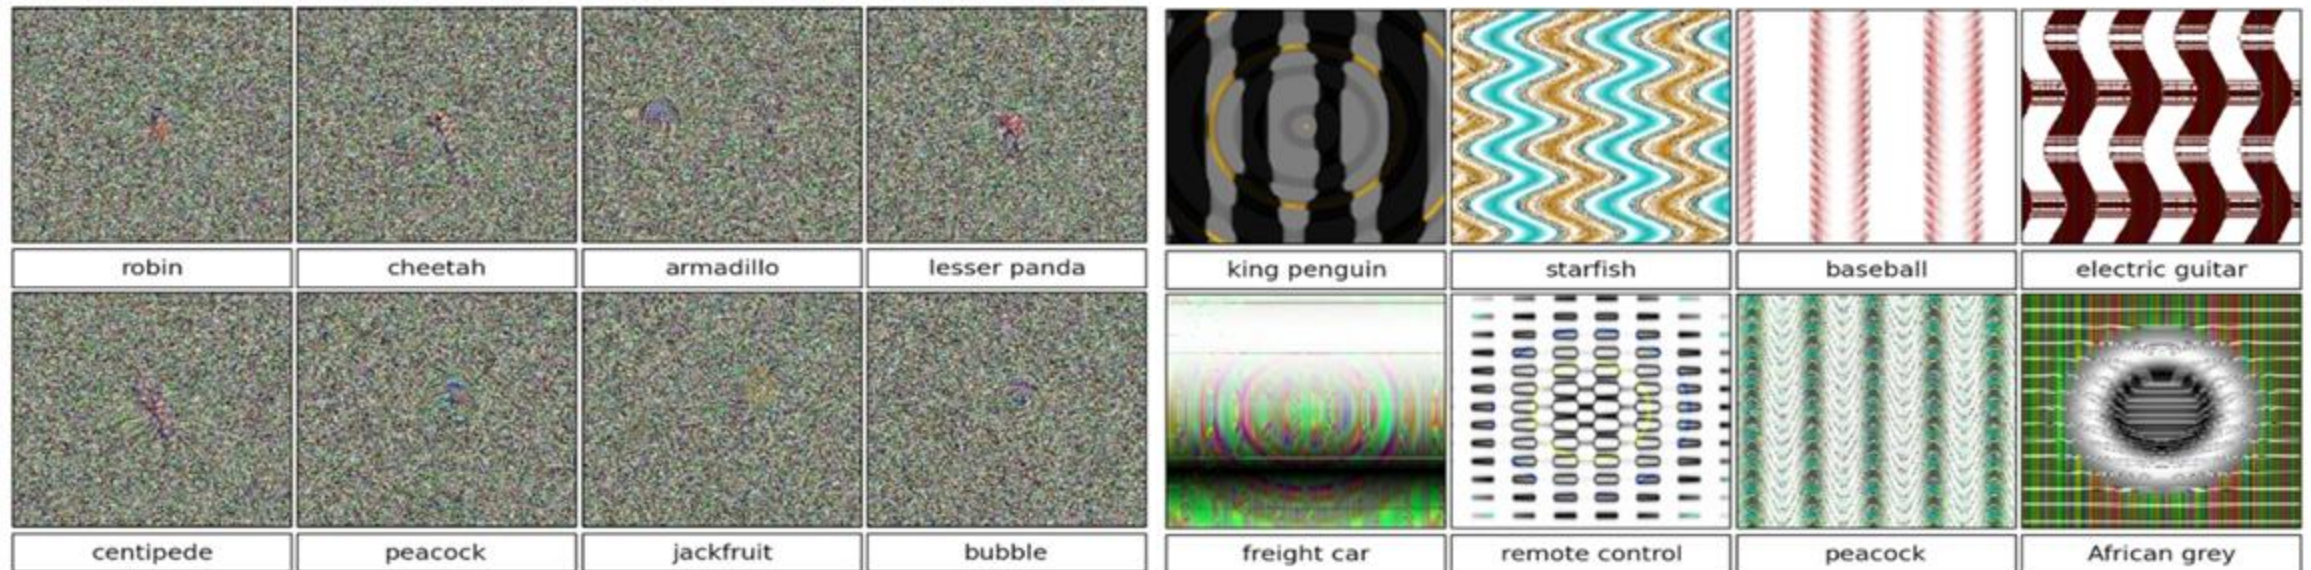 robin
cheetah
armadillo
lesser panda
king penguin
starfish
baseball
electric guitar
centipede
peacock
jackfruit
bubble
freight car
remote control
peacock
African grey